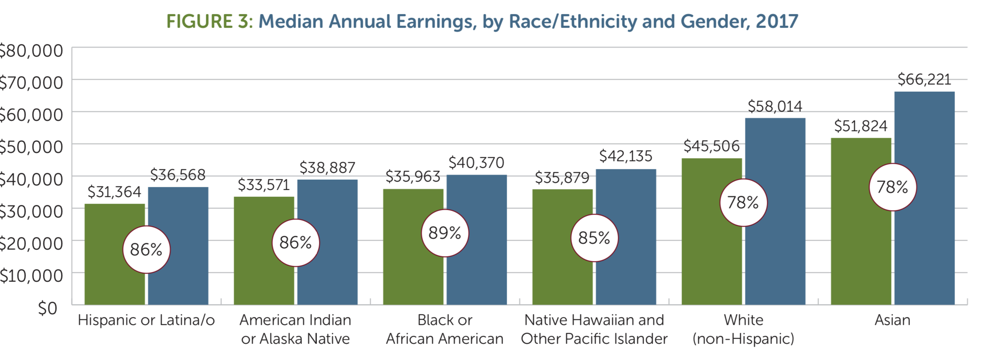 FIGURE 3: Median Annual Earnings, by Race/Ethnicity and Gender, 2017
$80,000
$70,000
$60,000
$50,000
$40,000
$30,000
$20,000
$10,000
$0
$31,364
$36,568
86%
$33,571
$38,887
86%
$35,963
$40,370
89%
$35,879
$42,135
85%
$45,506
$58,014
78%
$51,824
$66,221
78%
Hispanic or Latina/o
American Indian
or Alaska Native
Black or
African American
Native Hawaiian and
Other Pacific Islander
White
(non-Hispanic)
Asian